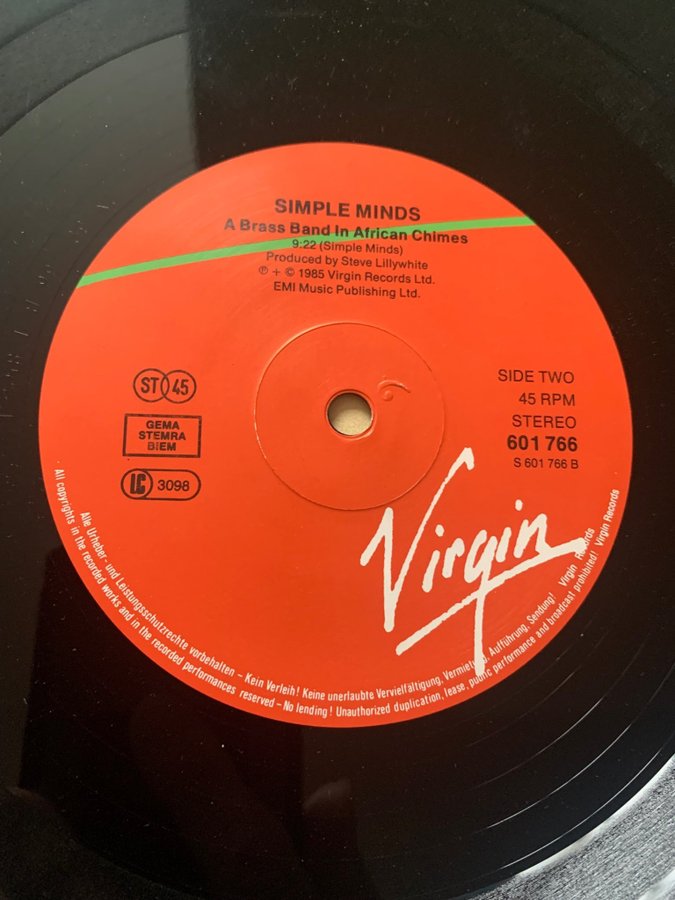 SIMPLE MINDS
A Brass Band In African Chimes
9:22 (Simple Minds)
Produced by Steve Lillywhite
℗ + © 1985 Virgin Records Ltd.
EMI Music Publishing Ltd.
ST 45
GEMA
STEMRA
BIEM
LC 3098
SIDE TWO
45 RPM
STEREO
601 766
S 601 766 B
Virgin
Alle Urheber- und Leistungsschutzrechte vorbehalten – Kein Verleih! Keine unerlaubte Vervielfältigung, Vermietung, Aufführung, Sendung! Virgin Records
All copyrights in the recorded works and in the recorded performances reserved – No lending! Unauthorized duplication, lease, public performance and broadcast prohibited! Virgin Records